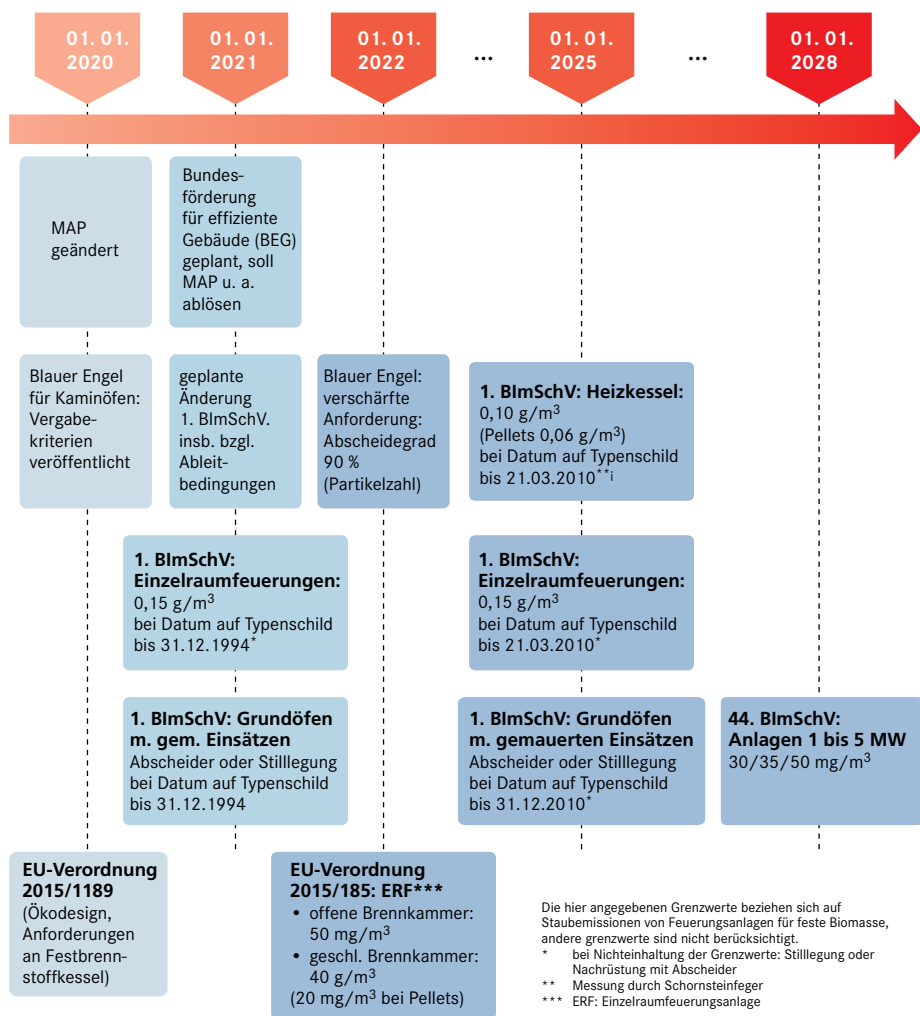 01. 01.
2020
01. 01.
2021
01. 01.
2022
...
01. 01.
2025
...
01. 01.
2028
MAP
geändert
Bundes-
förderung
für effiziente
Gebäude (BEG)
geplant, soll
MAP u. a.
ablösen
Blauer Engel
für Kaminöfen:
Vergabe-
kriterien
veröffentlicht
geplante
Änderung
1. BImSchV.
insb. bzgl.
Ableit-
bedingungen
Blauer Engel:
verschärfte
Anforderung:
Abscheidegrad
90 %
(Partikelzahl)
1. BImSchV: Heizkessel:
0,10 g/m³
(Pellets 0,06 g/m³)
bei Datum auf Typenschild
bis 21.03.2010**i
1. BImSchV:
Einzelraumfeuerungen:
0,15 g/m³
bei Datum auf Typenschild
bis 31.12.1994*
1. BImSchV:
Einzelraumfeuerungen:
0,15 g/m³
bei Datum auf Typenschild
bis 21.03.2010*
1. BImSchV: Grundöfen
m. gem. Einsätzen
Abscheider oder Stilllegung
bei Datum auf Typenschild
bis 31.12.1994
1. BImSchV: Grundöfen
m. gemauerten Einsätzen
Abscheider oder Stilllegung
bei Datum auf Typenschild
bis 31.12.2010*
44. BImSchV:
Anlagen 1 bis 5 MW
30/35/50 mg/m³
EU-Verordnung
2015/1189
(Ökodesign,
Anforderungen
an Festbrenn-
stoffkessel)
EU-Verordnung
2015/185: ERF***
• offene Brennkammer:
50 mg/m³
• geschl. Brennkammer:
40 g/m³
(20 mg/m³ bei Pellets)
Die hier angegebenen Grenzwerte beziehen sich auf
Staubemissionen von Feuerungsanlagen für feste Biomasse,
andere grenzwerte sind nicht berücksichtigt.
* bei Nichteinhaltung der Grenzwerte: Stilllegung oder
Nachrüstung mit Abscheider
** Messung durch Schornsteinfeger
*** ERF: Einzelraumfeuerungsanlage